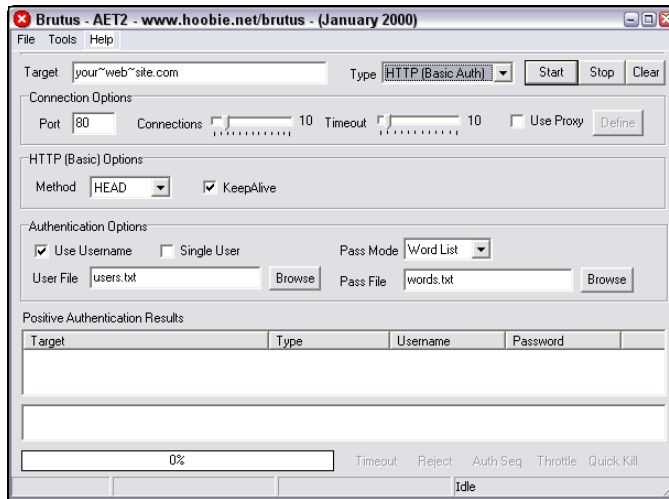 Brutus - AET2 - www.hoobie.net/brutus - (January 2000)
File Tools Help
Target your~web~site.com Type HTTP (Basic Auth) Start Stop Clear
Connection Options
Port 80 Connections 10 Timeout 10 Use Proxy Define
HTTP (Basic) Options
Method HEAD KeepAlive
Authentication Options
Use Username Single User Pass Mode Word List
User File users.txt Browse Pass File words.txt Browse
Positive Authentication Results
Target Type Username Password
0% Timeout Reject Auth Seq Throttle Quick Kill
Idle